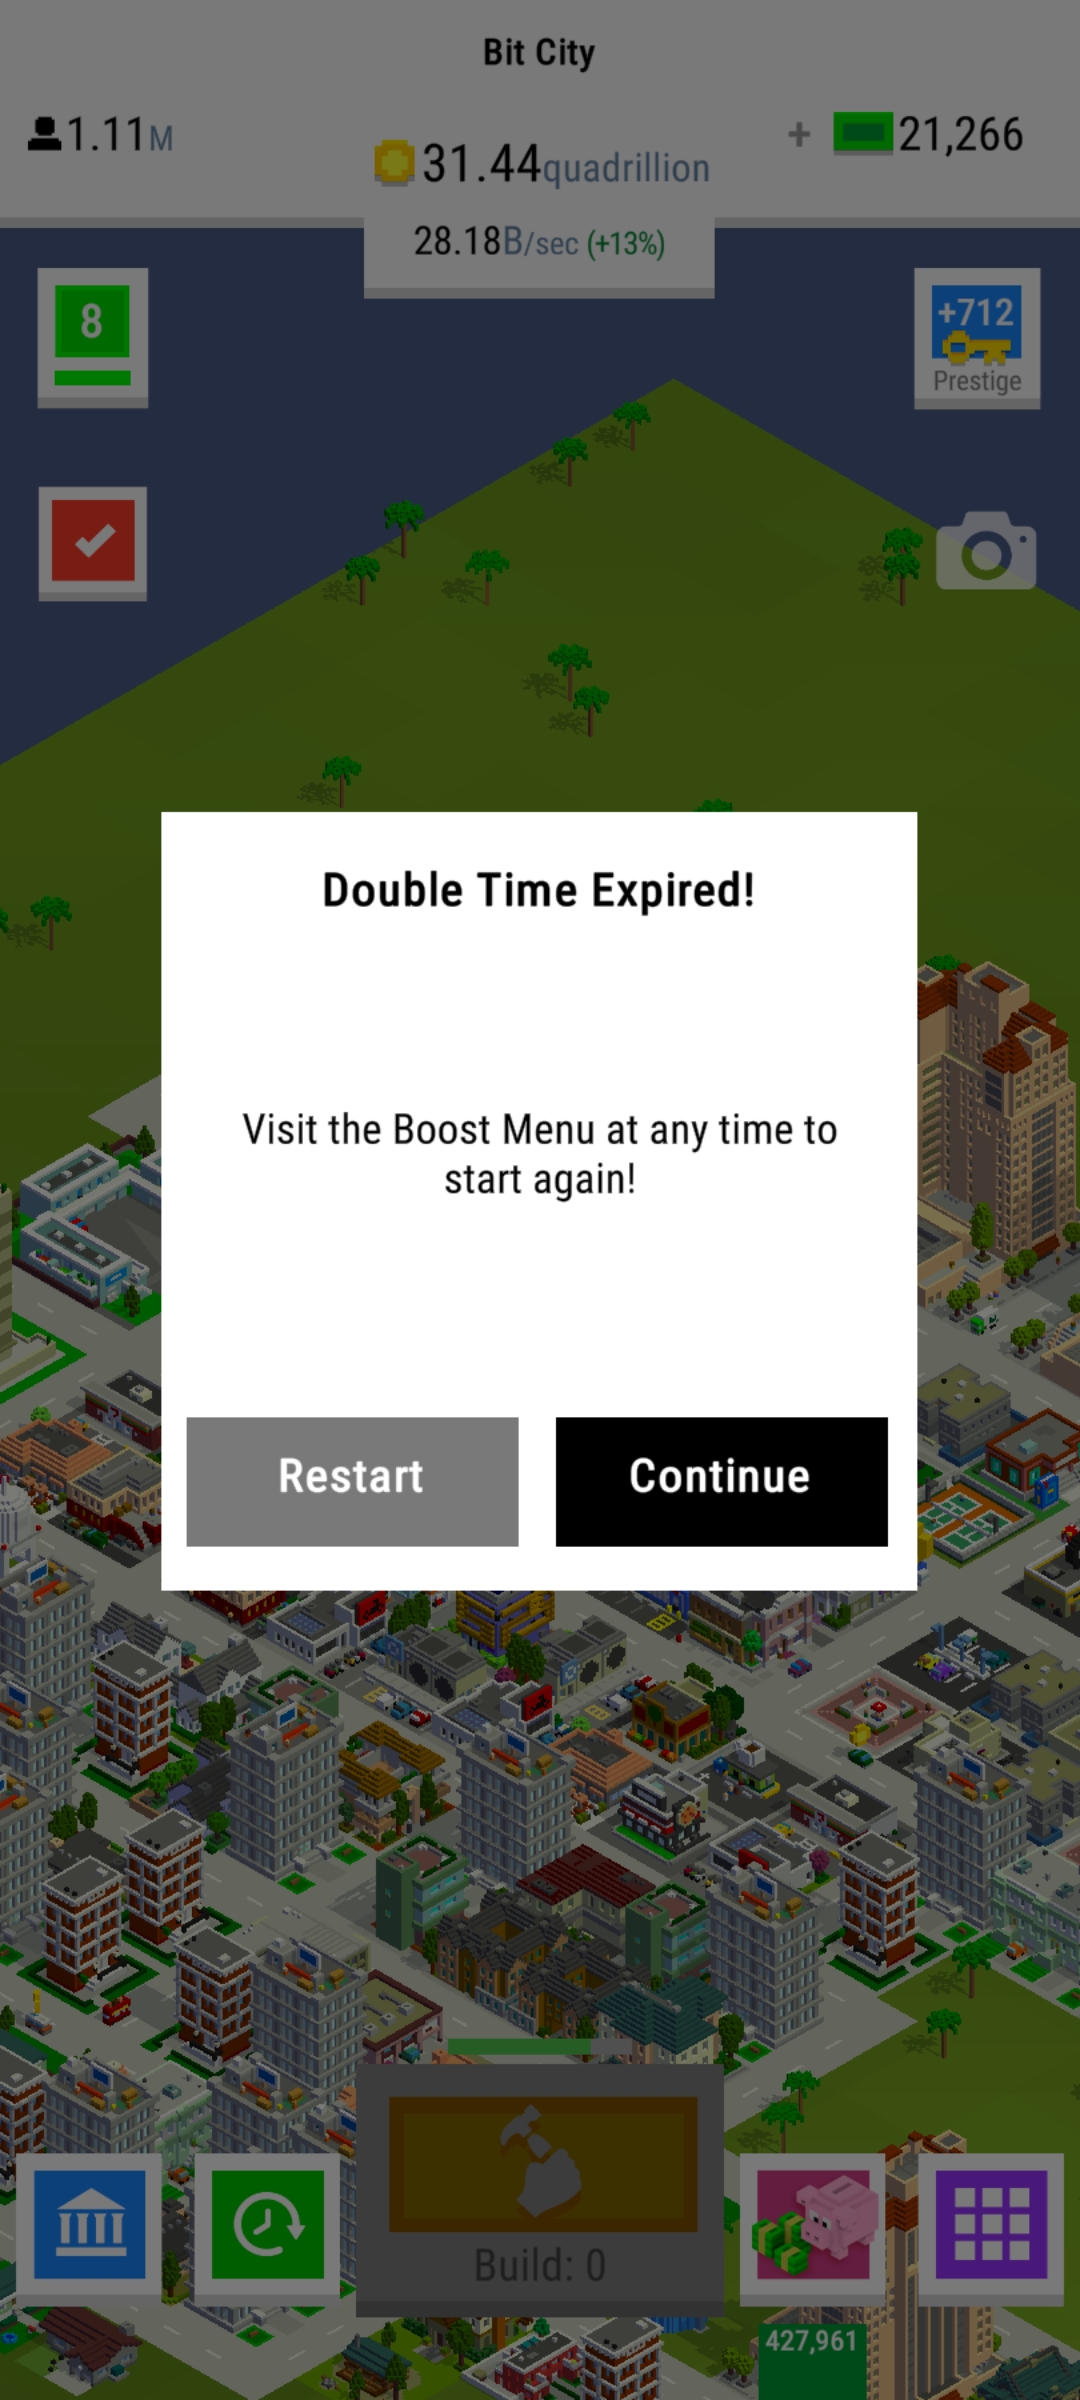 Bit City
1.11M
31.44quadrillion
+ 21,266
28.18B/sec (+13%)
8
+712
Prestige
Double Time Expired!
Visit the Boost Menu at any time to
start again!
Restart
Continue
Build: 0
427,961